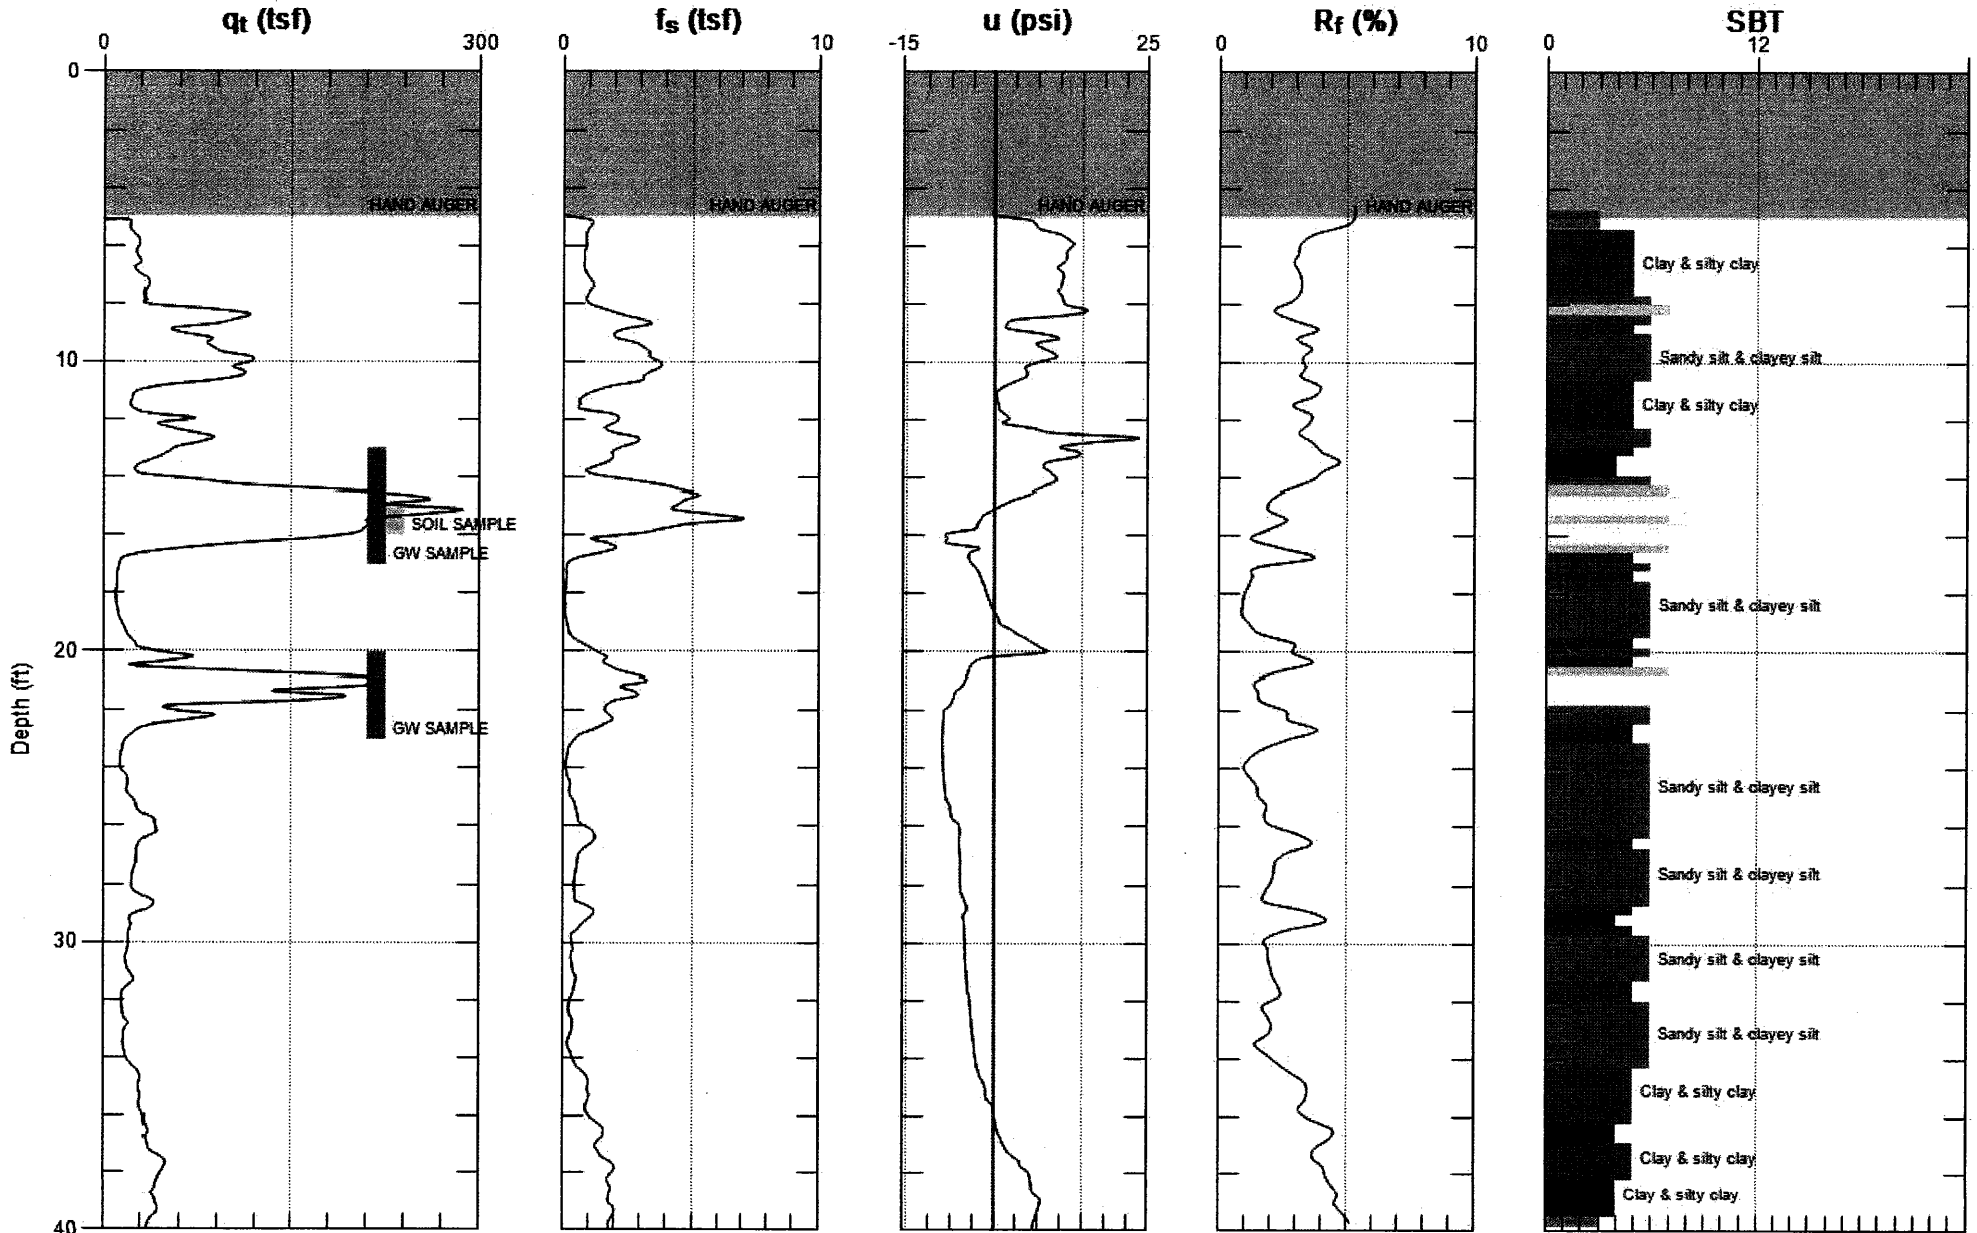 qt (tsf) fs (tsf) u (psi) Rf (%) SBT
0 300 0 10 -15 25 0 10 0 12
0
HAND AUGER HAND AUGER HAND AUGER HAND AUGER
Clay & silty clay
10
Sandy silt & clayey silt
Clay & silty clay
SOIL SAMPLE
GW SAMPLE
Sandy silt & clayey silt
20
Depth (ft)
GW SAMPLE
Sandy silt & clayey silt
Sandy silt & clayey silt
30
Sandy silt & clayey silt
Sandy silt & clayey silt
Clay & silty clay
Clay & silty clay
Clay & silty clay
40